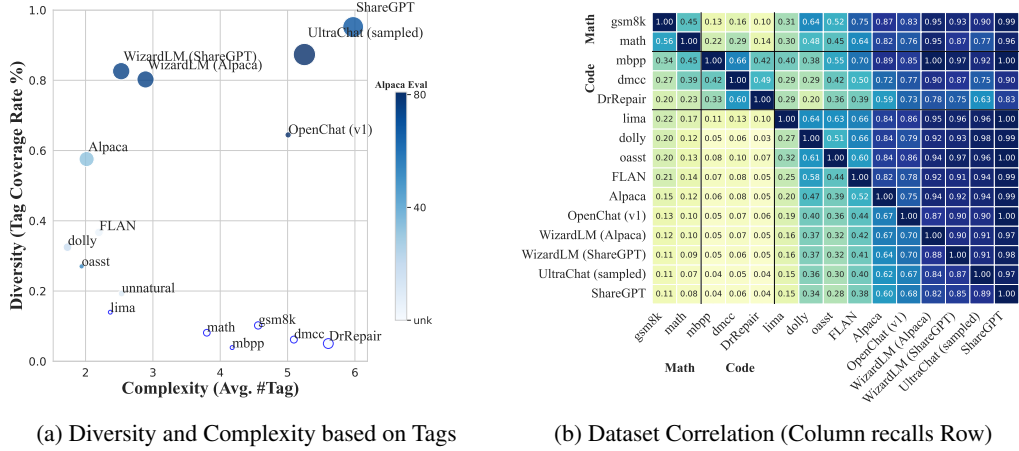 1.0
0.8
0.6
0.4
0.2
0.0
Diversity (Tag Coverage Rate %)
ShareGPT
UltraChat (sampled)
WizardLM (ShareGPT)
WizardLM (Alpaca)
OpenChat (v1)
Alpaca
FLAN
dolly
oasst
unnatural
lima
math
gsm8k
mbpp
dmcc
DrRepair
Alpaca Eval
80
40
unk
2 3 4 5 6
Complexity (Avg. #Tag)
(a) Diversity and Complexity based on Tags
Math
Code
gsm8k 1.00 0.45 0.13 0.16 0.10 0.31 0.64 0.52 0.75 0.87 0.87 0.95 0.93 0.90 0.99
math 0.56 1.00 0.22 0.29 0.14 0.30 0.48 0.45 0.64 0.82 0.76 0.95 0.87 0.77 0.96
mbpp 0.34 0.45 1.00 0.66 0.42 0.40 0.38 0.55 0.70 0.89 0.85 1.00 0.97 0.92 1.00
dmcc 0.27 0.39 0.42 1.00 0.49 0.29 0.29 0.42 0.50 0.72 0.77 0.90 0.87 0.75 0.90
DrRepair 0.20 0.23 0.33 0.60 1.00 0.29 0.20 0.36 0.39 0.59 0.73 0.78 0.75 0.63 0.83
lima 0.22 0.17 0.11 0.13 0.10 1.00 0.64 0.63 0.66 0.84 0.86 0.95 0.96 0.96 1.00
dolly 0.20 0.12 0.05 0.06 0.03 0.27 1.00 0.51 0.66 0.84 0.82 0.92 0.93 0.98 0.99
oasst 0.20 0.13 0.08 0.10 0.07 0.32 0.61 1.00 0.60 0.84 0.86 0.94 0.97 0.96 1.00
FLAN 0.21 0.14 0.07 0.08 0.05 0.25 0.58 0.44 1.00 0.82 0.78 0.92 0.91 0.94 0.99
Alpaca 0.15 0.12 0.06 0.08 0.05 0.20 0.47 0.39 0.52 1.00 0.75 0.94 0.92 0.94 0.99
OpenChat (v1) 0.13 0.10 0.05 0.07 0.06 0.19 0.40 0.36 0.44 0.67 1.00 0.87 0.90 0.90 1.00
WizardLM (Alpaca) 0.12 0.10 0.05 0.07 0.05 0.16 0.37 0.32 0.42 0.67 0.70 1.00 0.90 0.91 0.97
WizardLM (ShareGPT) 0.11 0.09 0.05 0.06 0.05 0.16 0.37 0.32 0.41 0.64 0.70 0.88 1.00 0.91 0.98
UltraChat (sampled) 0.11 0.07 0.04 0.05 0.04 0.15 0.36 0.30 0.40 0.62 0.67 0.84 0.86 1.00 0.97
ShareGPT 0.11 0.08 0.04 0.06 0.04 0.15 0.34 0.28 0.38 0.60 0.68 0.82 0.85 0.89 1.00
gsm8k math mbpp dmcc DrRepair lima dolly oasst FLAN Alpaca OpenChat (v1) WizardLM (Alpaca) WizardLM (ShareGPT) UltraChat (sampled) ShareGPT
Math Code
(b) Dataset Correlation (Column recalls Row)